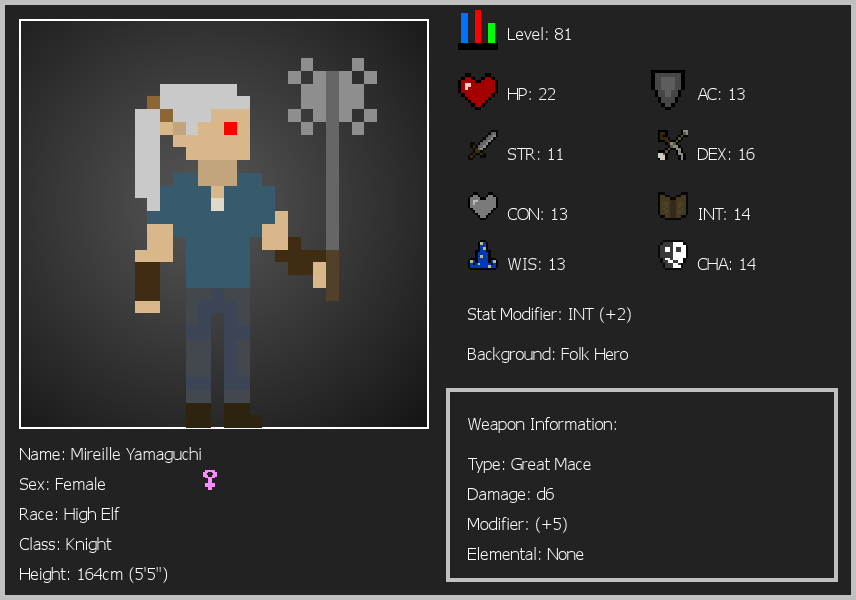 Level: 81
HP: 22
AC: 13
STR: 11
DEX: 16
CON: 13
INT: 14
WIS: 13
CHA: 14
Stat Modifier: INT (+2)
Background: Folk Hero
Weapon Information:
Type: Great Mace
Damage: d6
Modifier: (+5)
Elemental: None
Name: Mireille Yamaguchi
Sex: Female
Race: High Elf
Class: Knight
Height: 164cm (5'5")